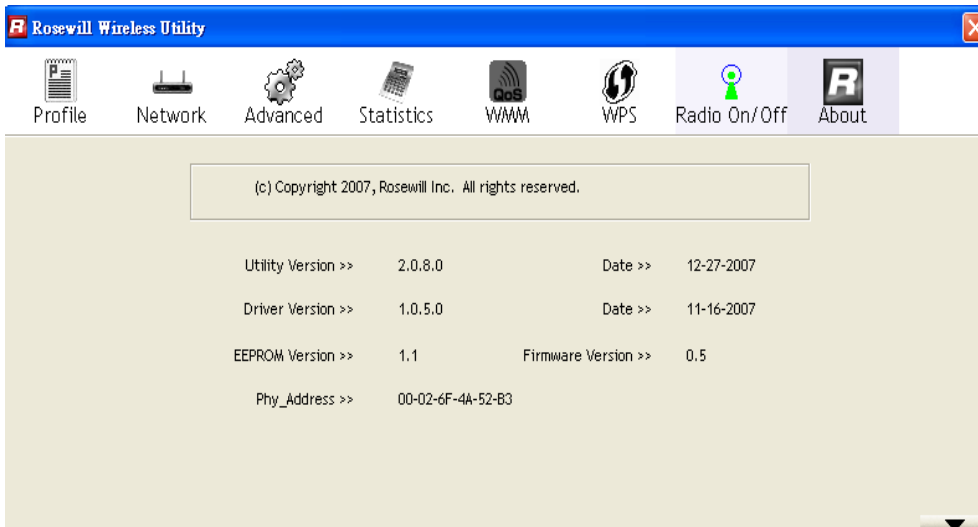 Rosewill Wireless Utility
Profile Network Advanced Statistics QoS WMM WPS Radio On/Off R About
(c) Copyright 2007, Rosewill Inc. All rights reserved.
Utility Version >> 2.0.8.0 Date >> 12-27-2007
Driver Version >> 1.0.5.0 Date >> 11-16-2007
EEPROM Version >> 1.1 Firmware Version >> 0.5
Phy_Address >> 00-02-6F-4A-52-B3